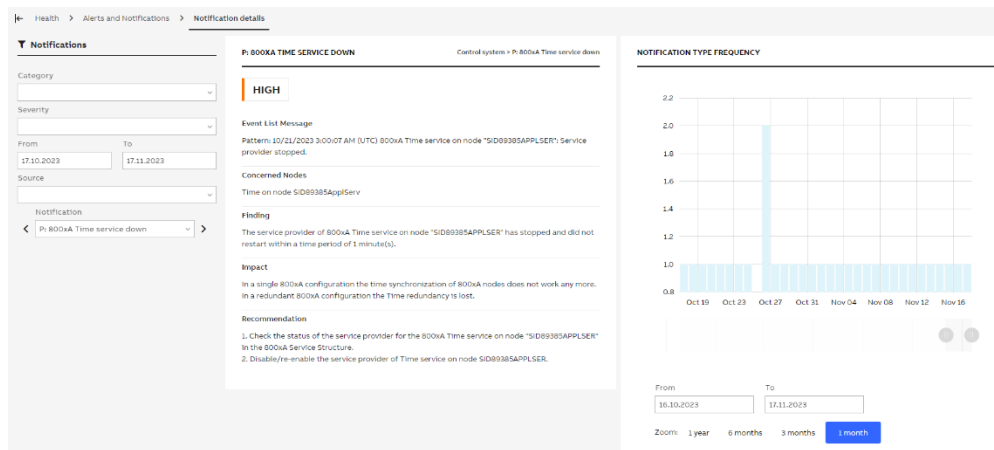 Health > Alerts and Notifications > Notification details
Notifications
Category
Severity
From To
17.10.2023 17.11.2023
Source
Notification
P: 800xA Time service down
P: 800XA TIME SERVICE DOWN
Control system > P: 800xA Time service down
HIGH
Event List Message
Pattern: 10/21/2023 3:00:07 AM (UTC) 800xA Time service on node "SID89385APPLSER": Service
provider stopped.
Concerned Nodes
Time on node SID89385ApplServ
Finding
The service provider of 800xA Time service on node "SID89385APPLSER" has stopped and did not
restart within a time period of 1 minute(s).
Impact
In a single 800xA configuration the time synchronization of 800xA nodes does not work any more.
In a redundant 800xA configuration the Time redundancy is lost.
Recommendation
1. Check the status of the service provider for the 800xA Time service on node "SID89385APPLSER"
in the 800xA Service Structure.
2. Disable/re-enable the service provider of Time service on node SID89385APPLSER.
NOTIFICATION TYPE FREQUENCY
2.2
2.0
1.8
1.6
1.4
1.2
1.0
0.8
Oct 19 Oct 23 Oct 27 Oct 31 Nov 04 Nov 08 Nov 12 Nov 16
From To
16.10.2023 17.11.2023
Zoom: 1 year 6 months 3 months 1 month